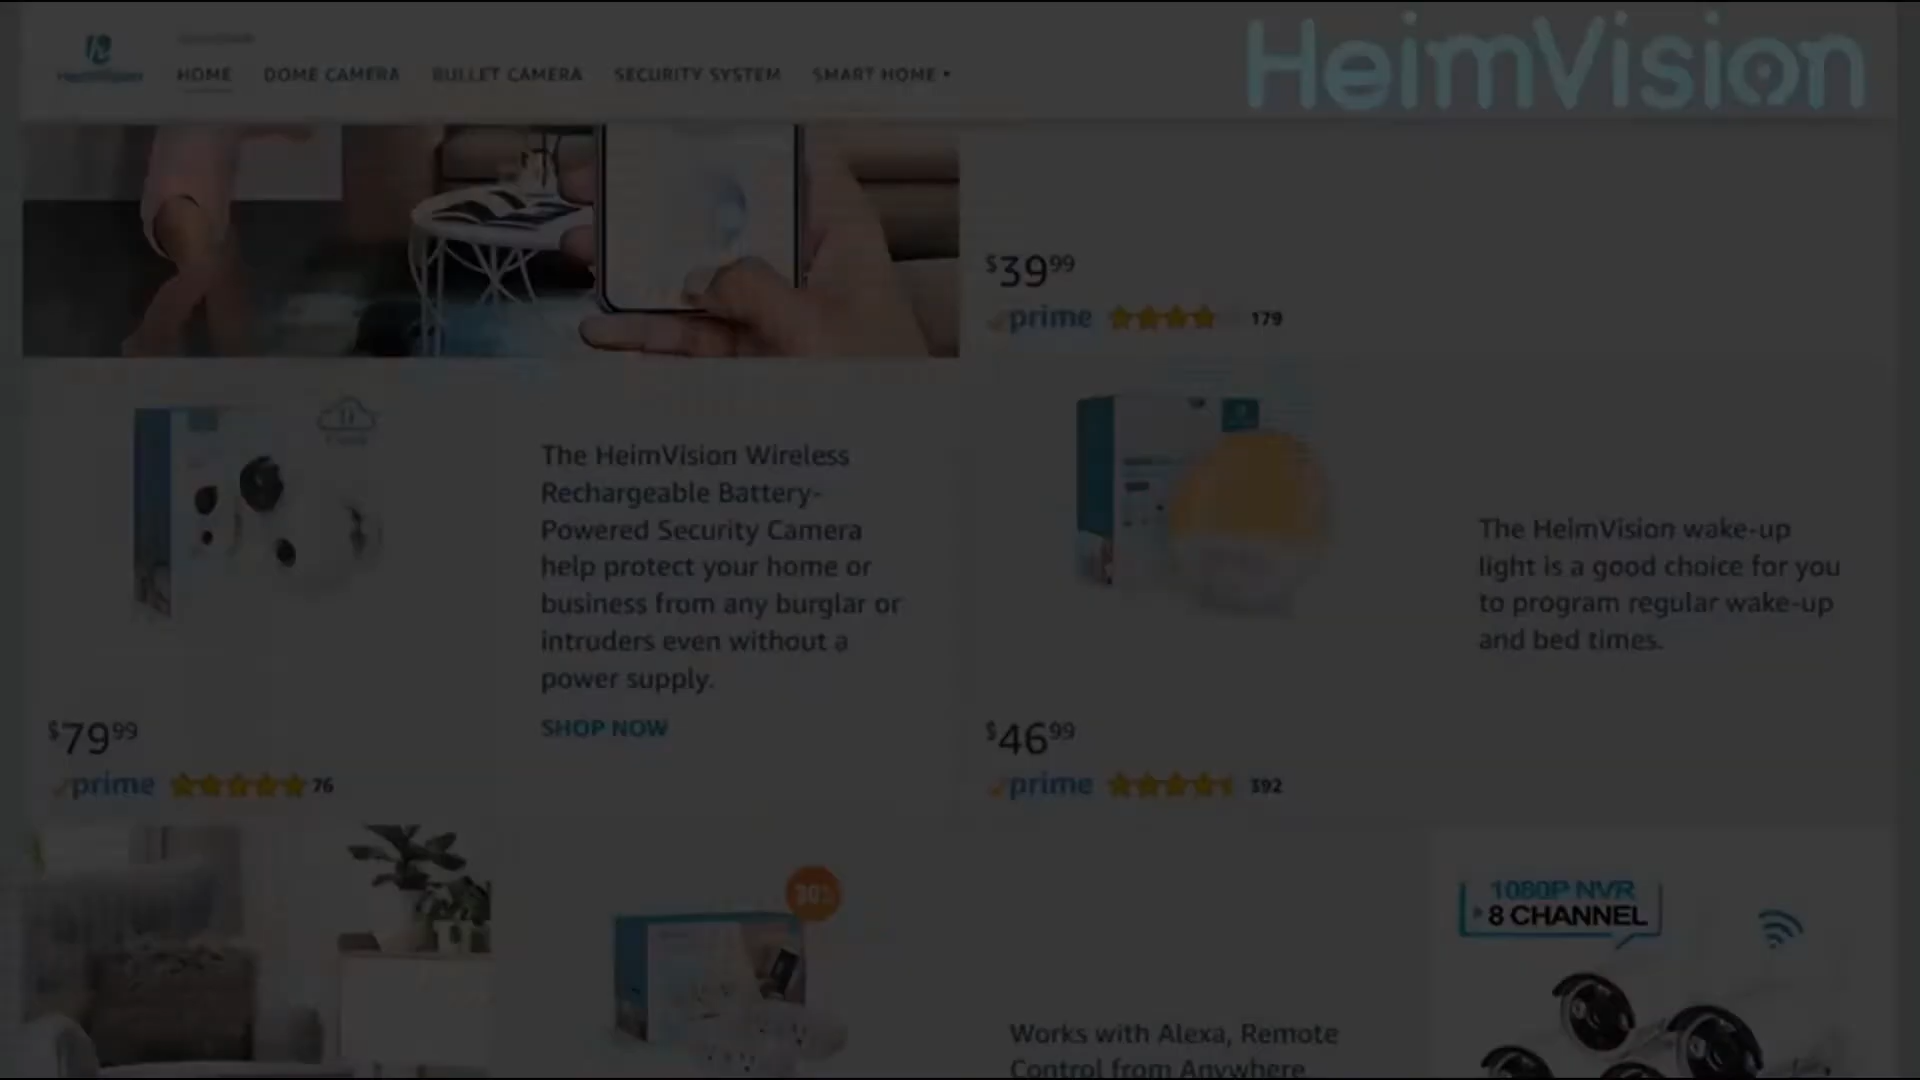 HeimVision
HeimVision
HOME DOME CAMERA BULLET CAMERA SECURITY SYSTEM SMART HOME
$39.99
prime 179
The HeimVision Wireless
Rechargeable Battery-
Powered Security Camera
help protect your home or
business from any burglar or
intruders even without a
power supply.
SHOP NOW
$79.99
prime 76
The HeimVision wake-up
light is a good choice for you
to program regular wake-up
and bed times.
$46.99
prime 392
30%
Works with Alexa, Remote
Control from Anywhere
1080P NVR
8 CHANNEL